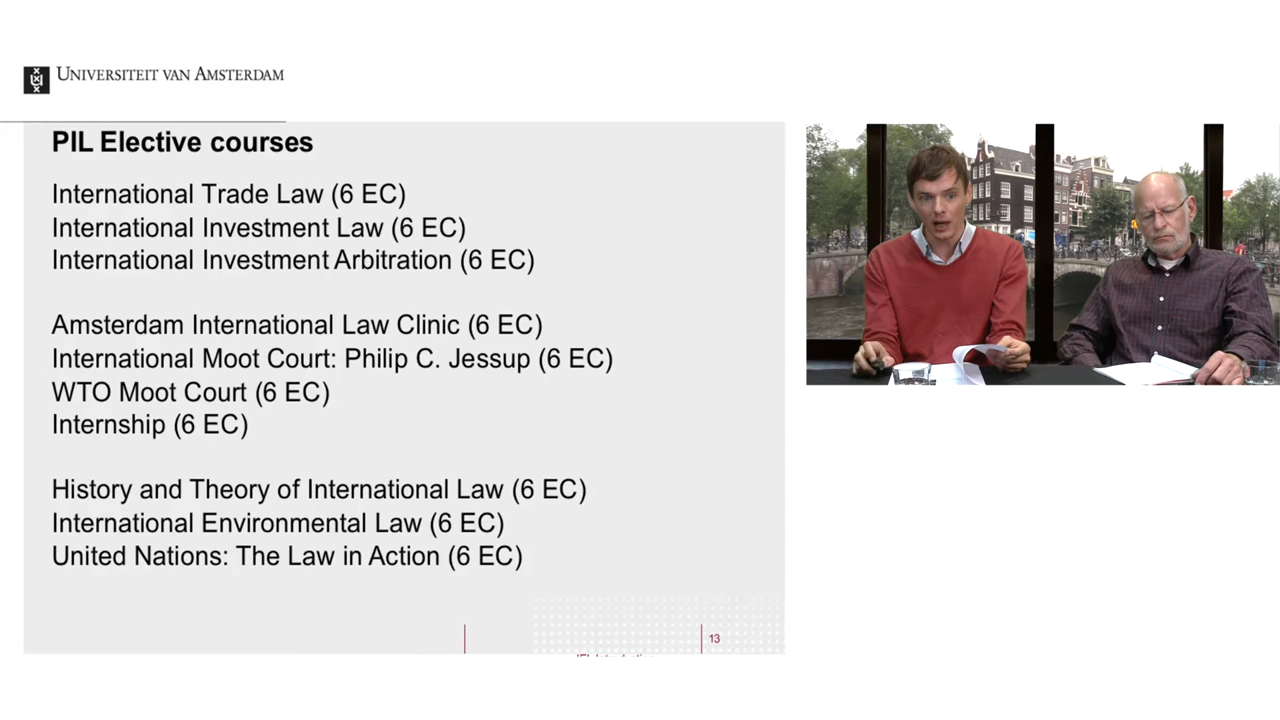 UNIVERSITEIT VAN AMSTERDAM
PIL Elective courses
International Trade Law (6 EC)
International Investment Law (6 EC)
International Investment Arbitration (6 EC)
Amsterdam International Law Clinic (6 EC)
International Moot Court: Philip C. Jessup (6 EC)
WTO Moot Court (6 EC)
Internship (6 EC)
History and Theory of International Law (6 EC)
International Environmental Law (6 EC)
United Nations: The Law in Action (6 EC)
13